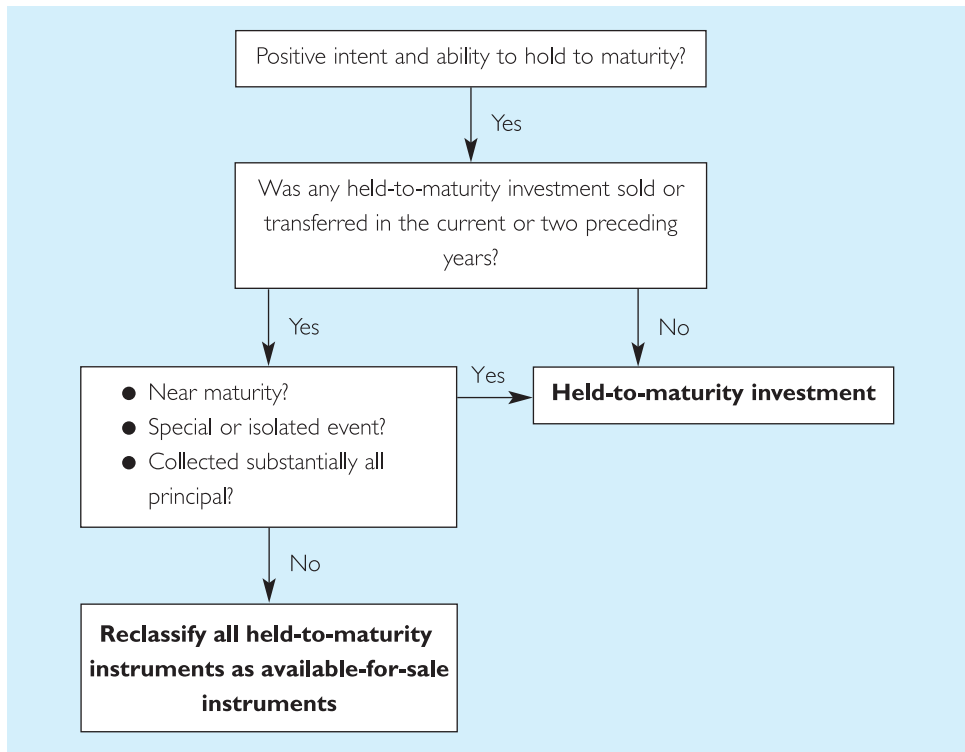 Positive intent and ability to hold to maturity?
Yes
Was any held-to-maturity investment sold or
transferred in the current or two preceding
years?
Yes
No
● Near maturity?
● Special or isolated event?
● Collected substantially all
principal?
Yes
Held-to-maturity investment
No
Reclassify all held-to-maturity
instruments as available-for-sale
instruments